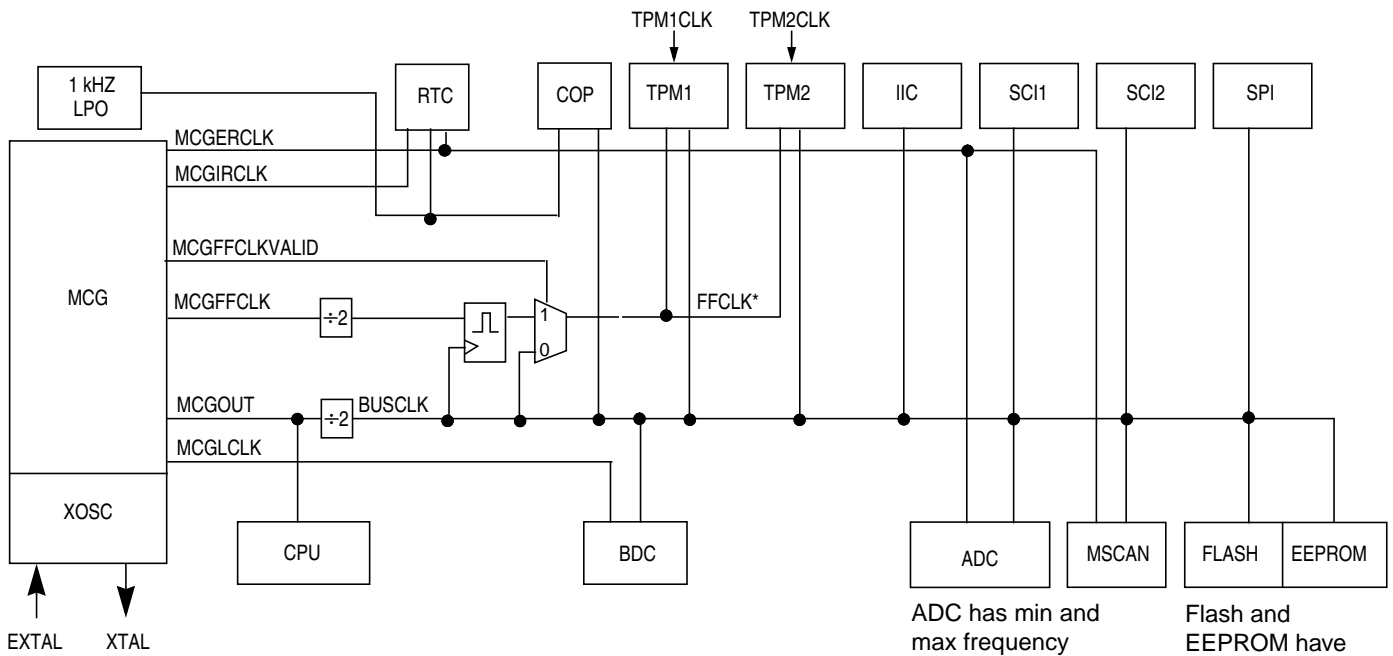 TPM1CLK
TPM2CLK
1 kHZ
LPO
RTC
COP
TPM1
TPM2
IIC
SCI1
SCI2
SPI
MCGERCLK
MCGIRCLK
MCGFFCLKVALID
MCG
MCGFFCLK
÷2
1
0
FFCLK*
MCGOUT
÷2
BUSCLK
MCGLCLK
XOSC
CPU
BDC
ADC
MSCAN
FLASH
EEPROM
EXTAL
XTAL
ADC has min and
max frequency
Flash and
EEPROM have